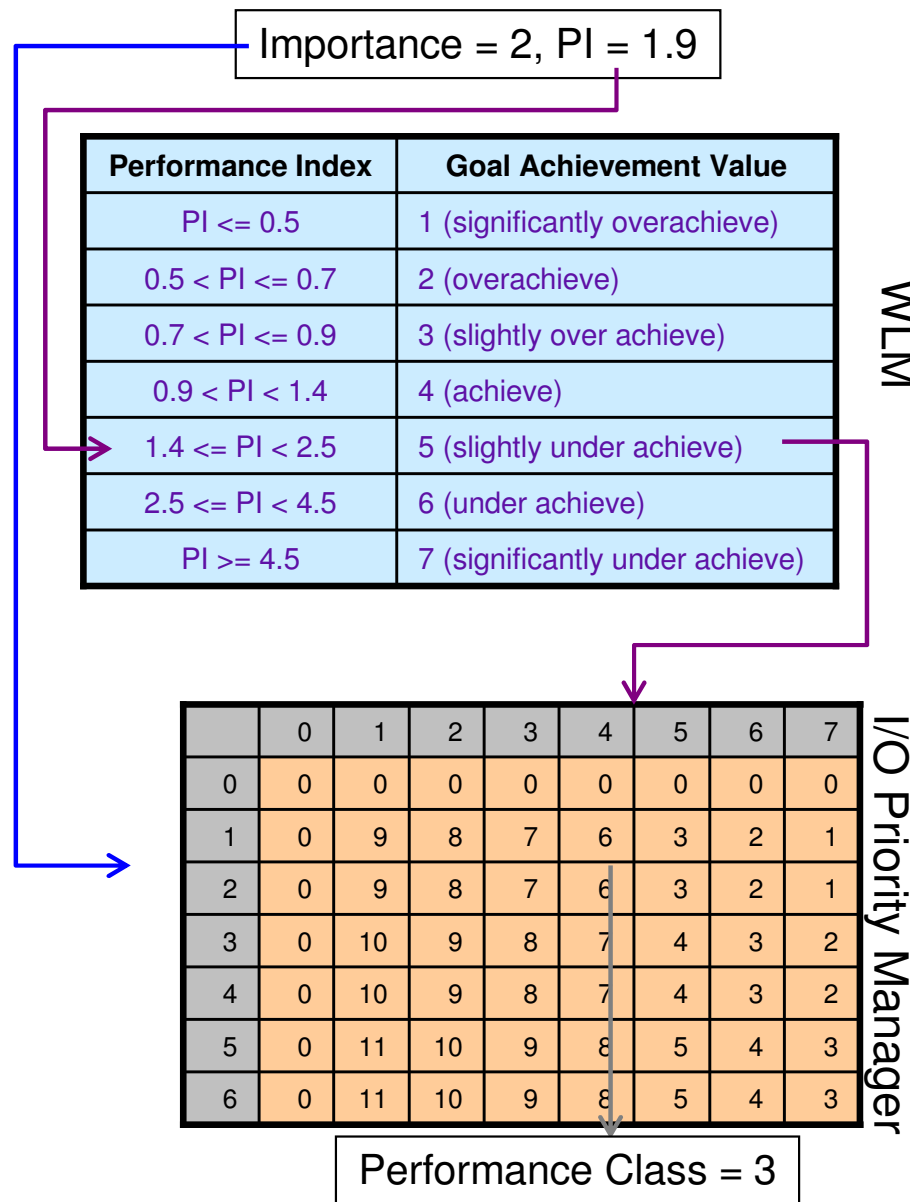 Importance = 2, PI = 1.9
Performance Index Goal Achievement Value
PI <= 0.5 1 (significantly overachieve)
0.5 < PI <= 0.7 2 (overachieve)
0.7 < PI <= 0.9 3 (slightly over achieve)
0.9 < PI < 1.4 4 (achieve)
1.4 <= PI < 2.5 5 (slightly under achieve)
2.5 <= PI < 4.5 6 (under achieve)
PI >= 4.5 7 (significantly under achieve)
WLM
0 1 2 3 4 5 6 7
0 0 0 0 0 0 0 0 0
1 0 9 8 7 6 3 2 1
2 0 9 8 7 6 3 2 1
3 0 10 9 8 7 4 3 2
4 0 10 9 8 7 4 3 2
5 0 11 10 9 8 5 4 3
6 0 11 10 9 8 5 4 3
I/O Priority Manager
Performance Class = 3